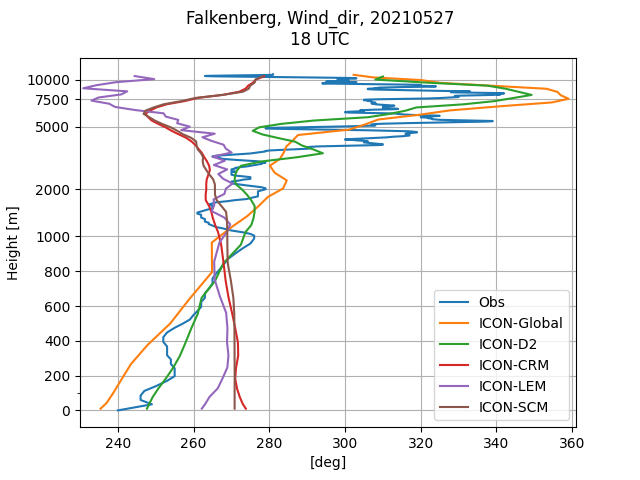 Falkenberg, Wind_dir, 20210527
18 UTC
Height [m]
10000
7500
5000
2000
1000
800
600
400
200
0
240
260
280
300
320
340
360
[deg]
Obs
ICON-Global
ICON-D2
ICON-CRM
ICON-LEM
ICON-SCM